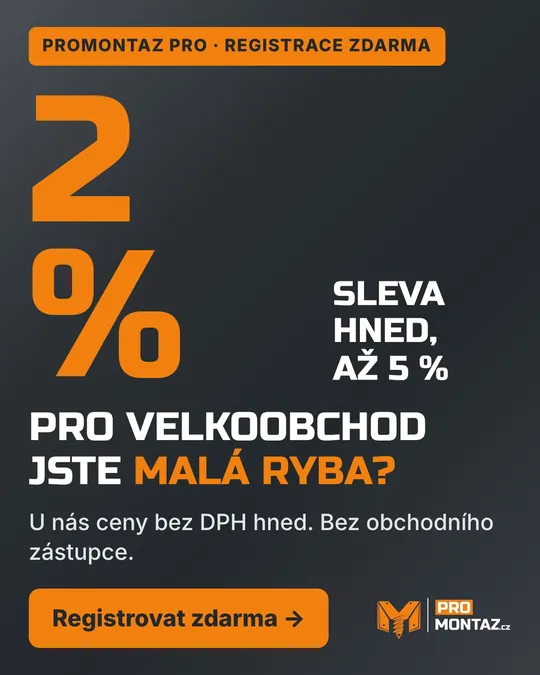 PROMONTAZ PRO · REGISTRACE ZDARMA
2
%
SLEVA
HNED,
AŽ 5 %
PRO VELKOOBCHOD
JSTE MALÁ RYBA?
U nás ceny bez DPH hned. Bez obchodního
zástupce.
Registrovat zdarma →
PRO
MONTAZ.cz